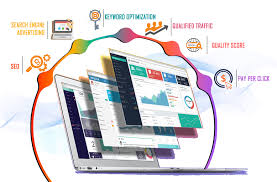 SEO
SEARCH ENGINE
ADVERTISING
KEYWORD OPTIMIZATION
QUALIFIED TRAFFIC
QUALITY SCORE
PAY PER CLICK